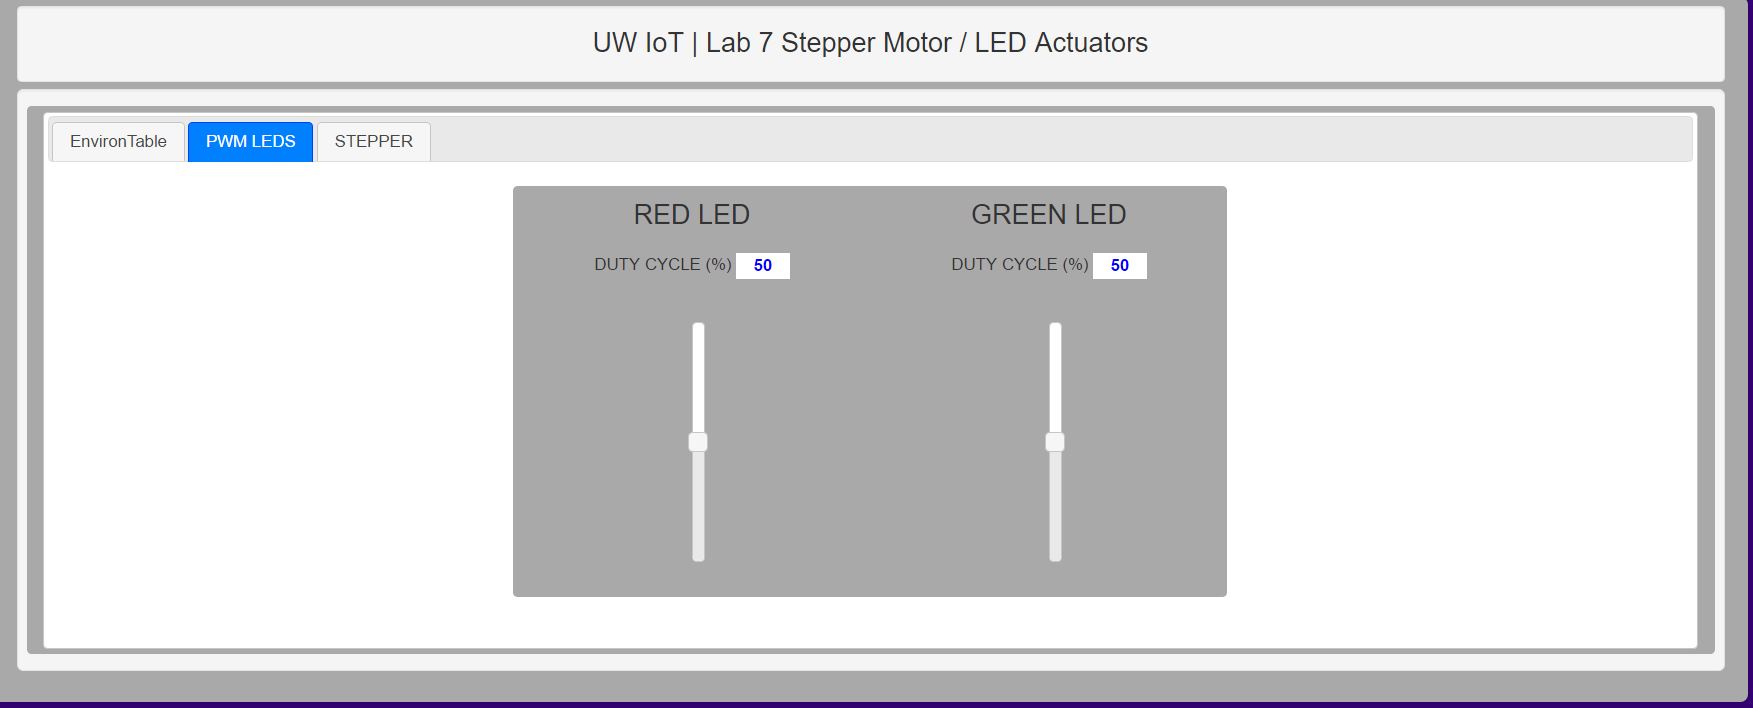 UW IoT | Lab 7 Stepper Motor / LED Actuators
EnvironTable PWM LEDS STEPPER
RED LED
DUTY CYCLE (%) 50
GREEN LED
DUTY CYCLE (%) 50